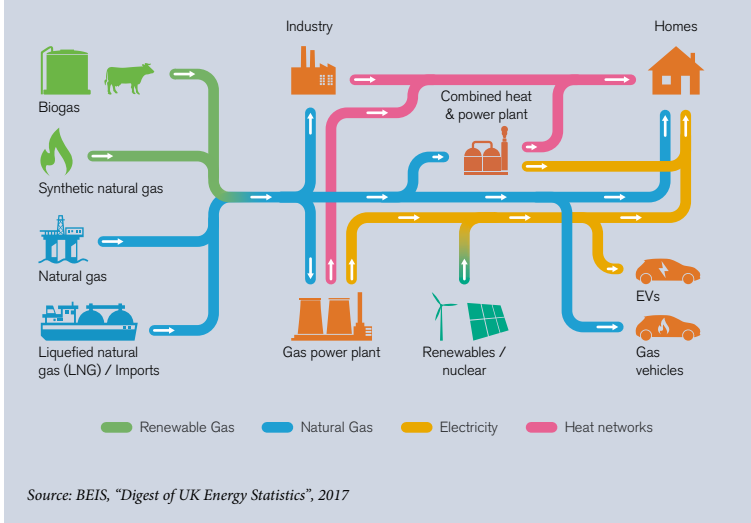 Industry
Homes
Biogas
Combined heat
& power plant
Synthetic natural gas
Natural gas
EVs
Liquefied natural
gas (LNG) / Imports
Gas power plant
Renewables /
nuclear
Gas
vehicles
Renewable Gas
Natural Gas
Electricity
Heat networks
Source: BEIS, “Digest of UK Energy Statistics”, 2017